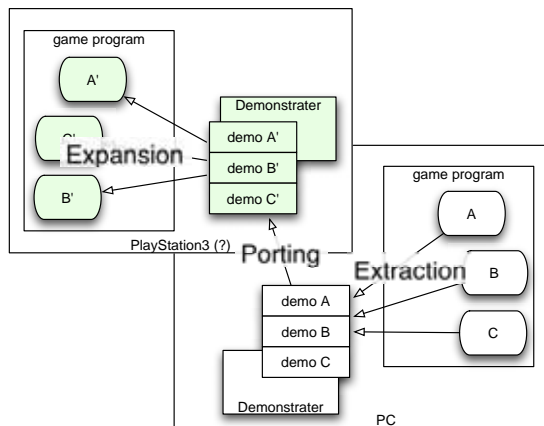 game program
A'
Demonstrater
demo A'
demo B'
demo C'
Expansion
B'
PlayStation3 (?)
Porting
game program
A
B
C
Extraction
demo A
demo B
demo C
Demonstrater
PC